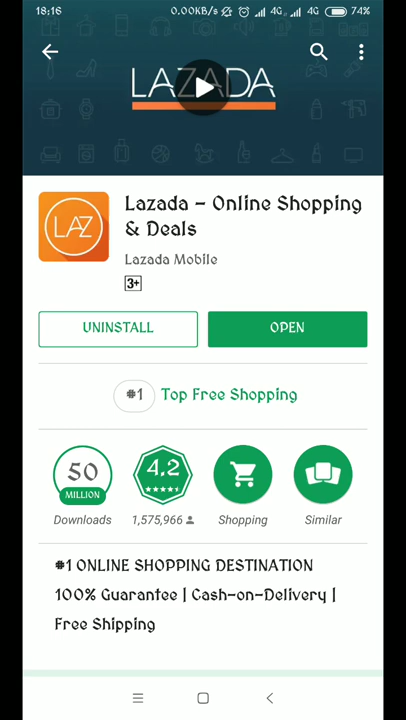 18:16 0.00KB/s 4G 4G 74%
LAZADA
LAZ
Lazada – Online Shopping
& Deals
Lazada Mobile
3+
UNINSTALL OPEN
#1 Top Free Shopping
50
MILLION
4,2
Downloads 1,575,966 Shopping Similar
#1 ONLINE SHOPPING DESTINATION
100% Guarantee | Cash-on-Delivery |
Free Shipping